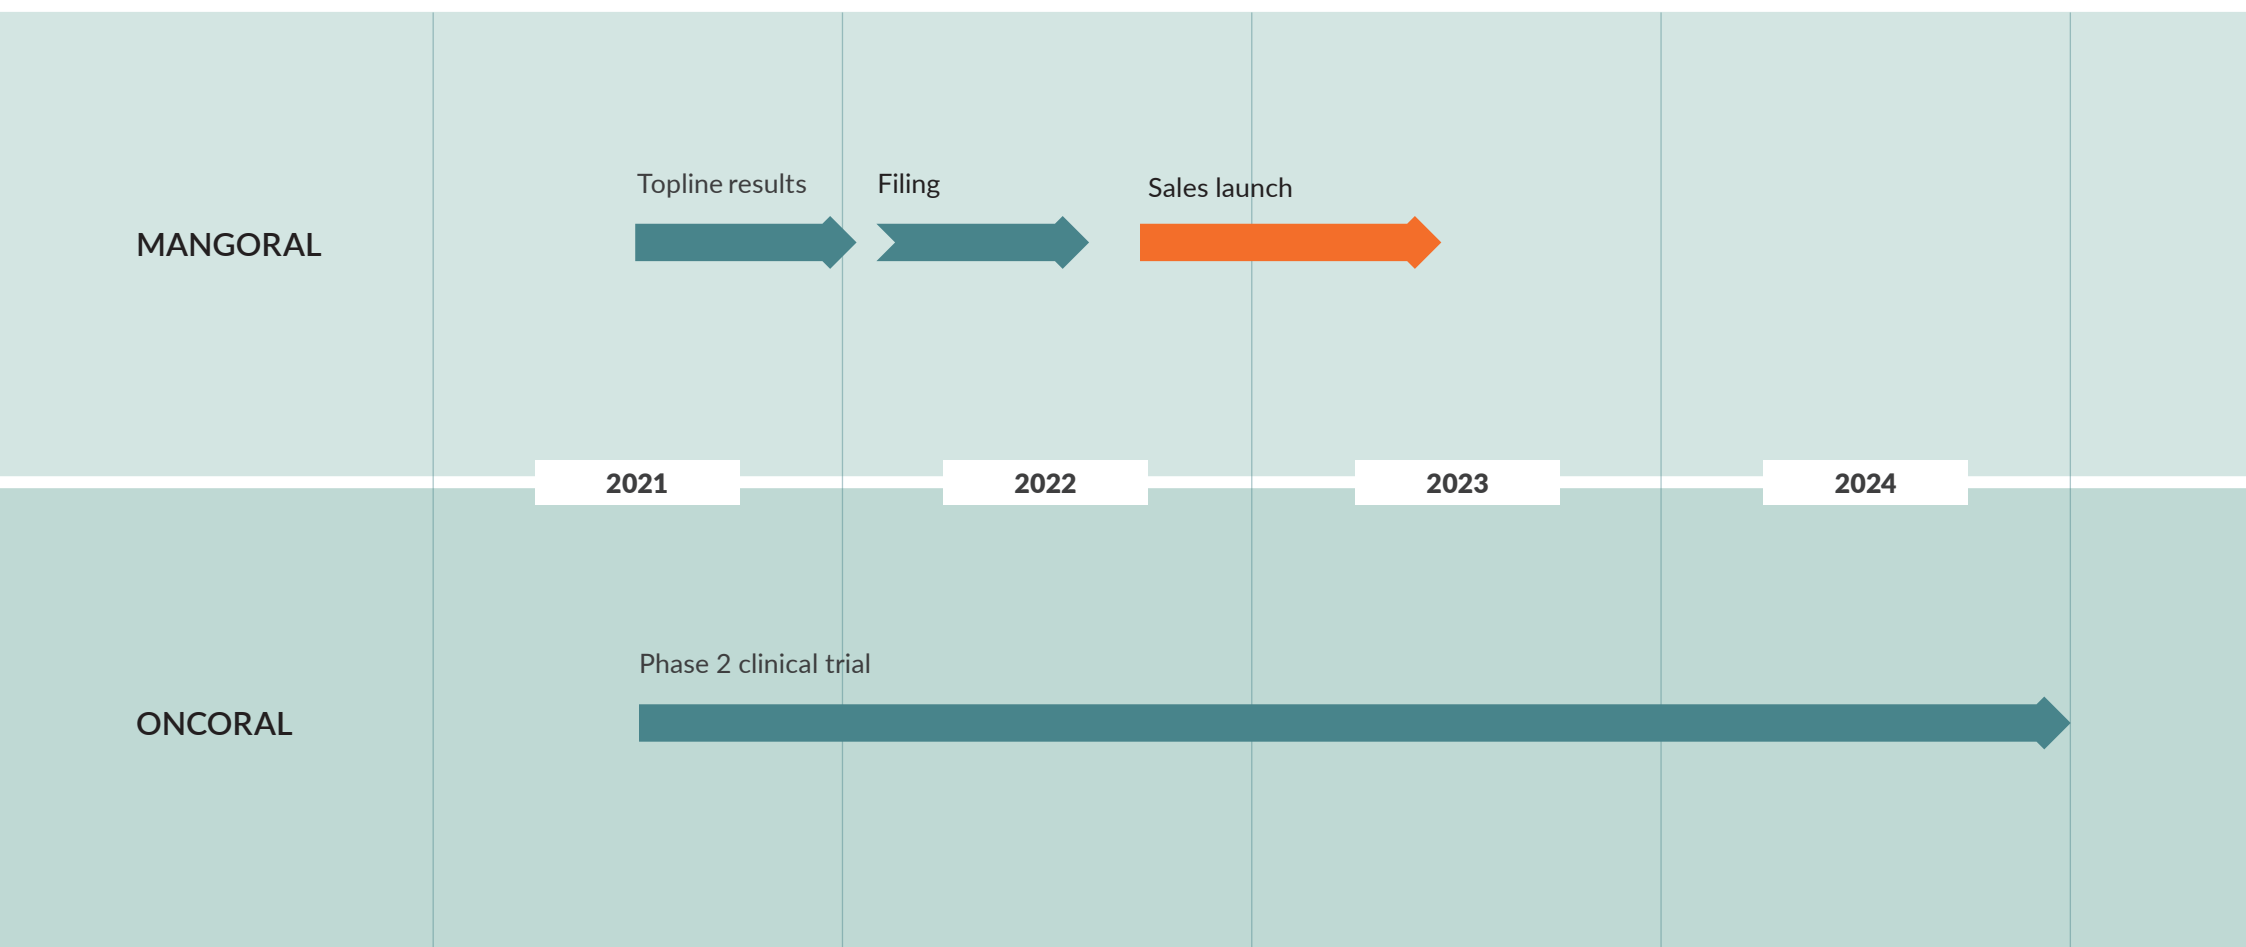 Topline results
Filing
Sales launch
MANGORAL
2021
2022
2023
2024
Phase 2 clinical trial
ONCORAL